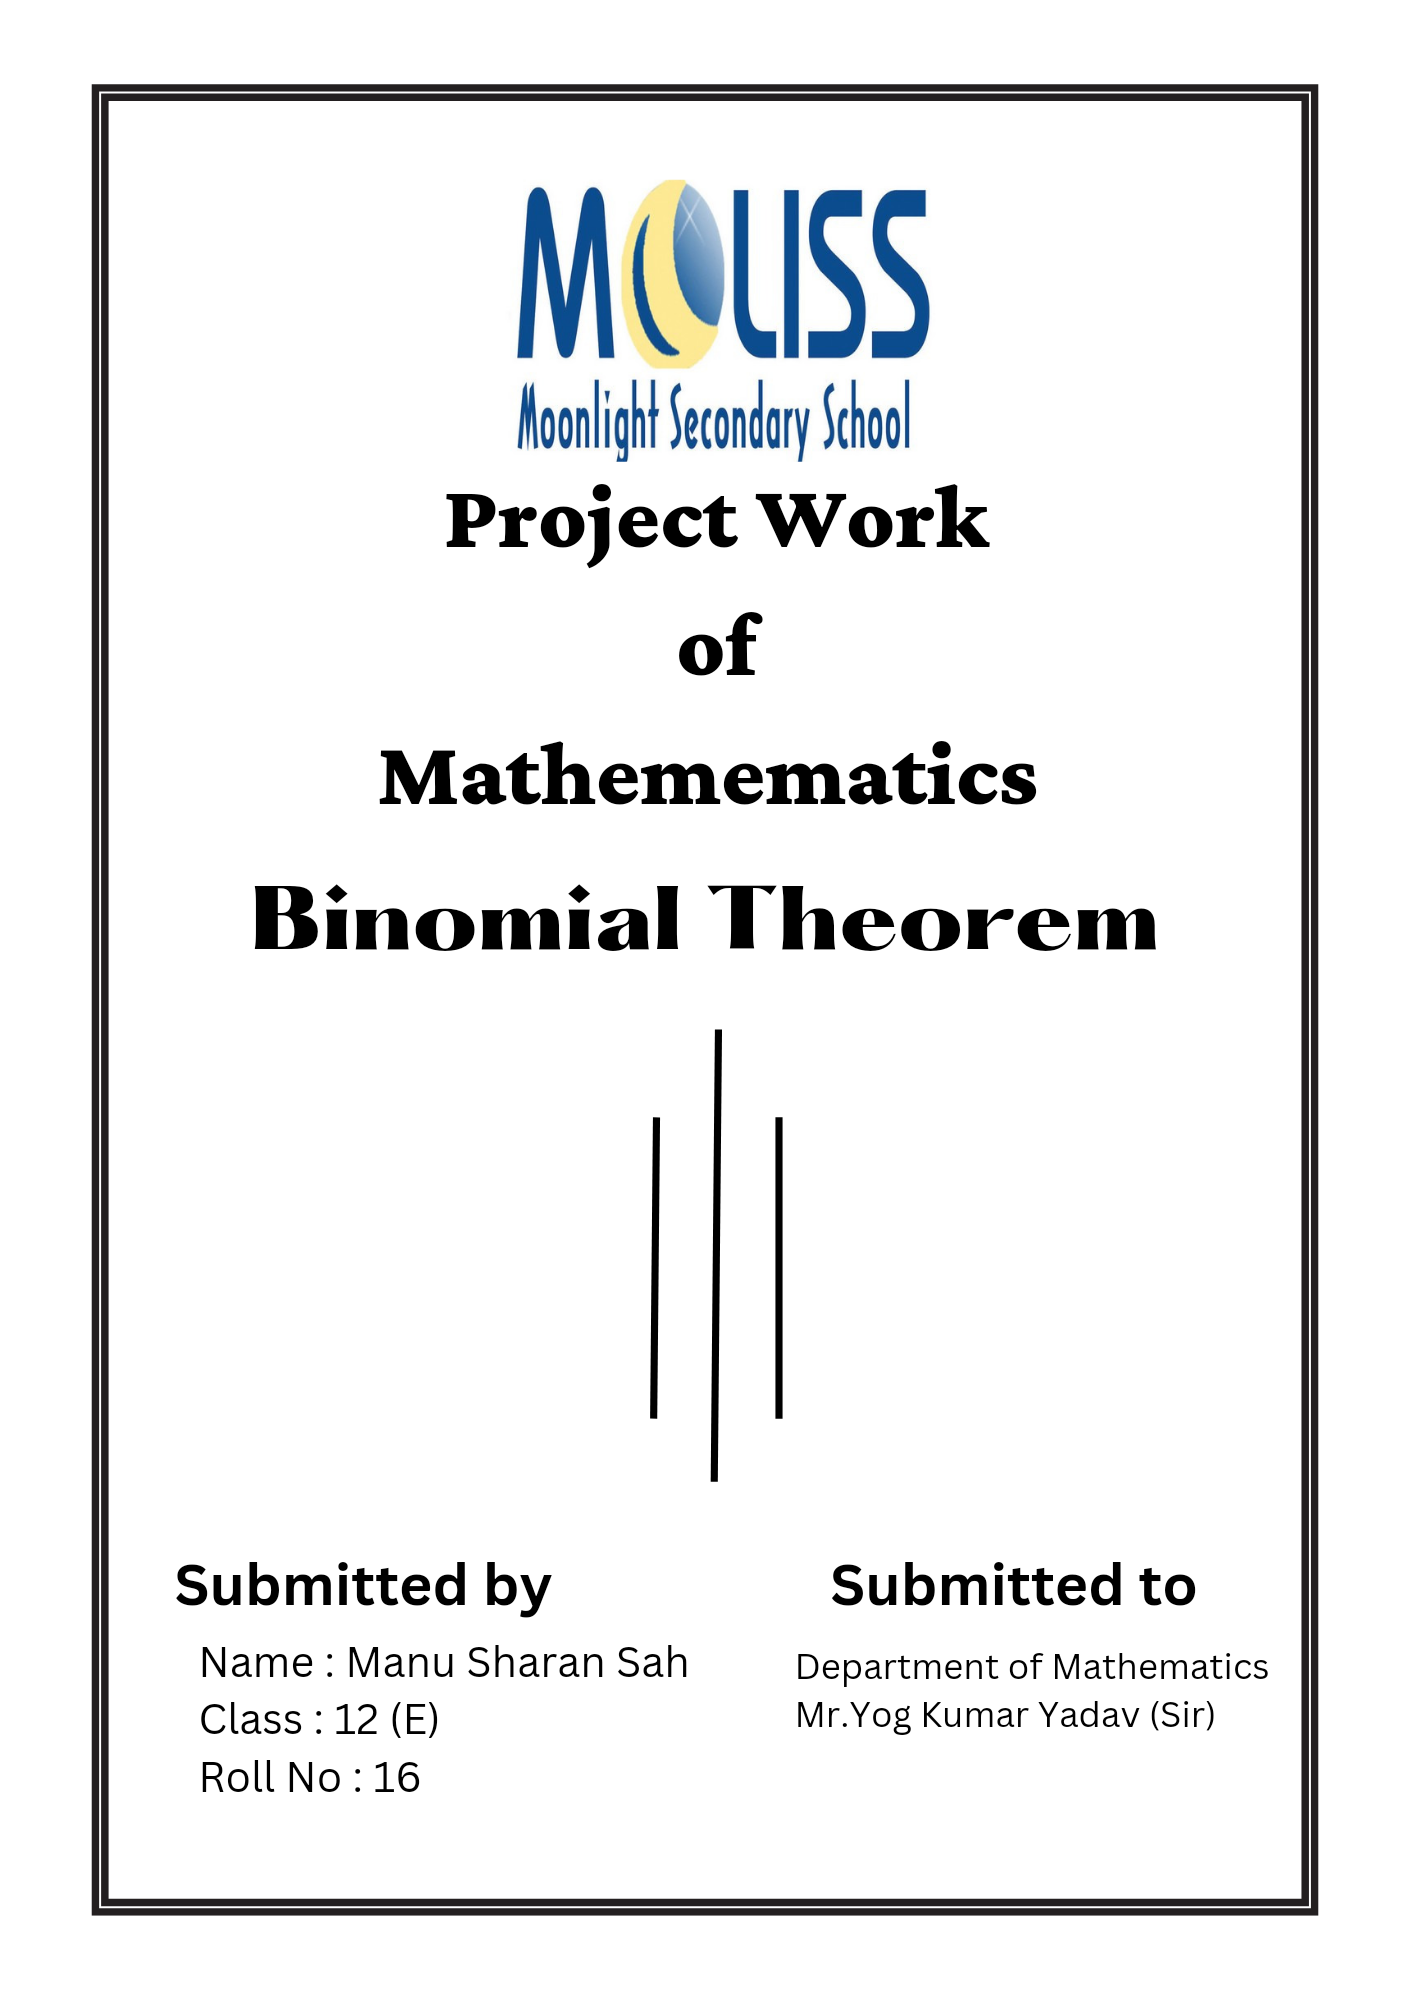 MOLISS
Moonlight Secondary School
Project Work
of
Mathemematics
Binomial Theorem
Submitted by
Name : Manu Sharan Sah
Class : 12 (E)
Roll No : 16
Submitted to
Department of Mathematics
Mr.Yog Kumar Yadav (Sir)